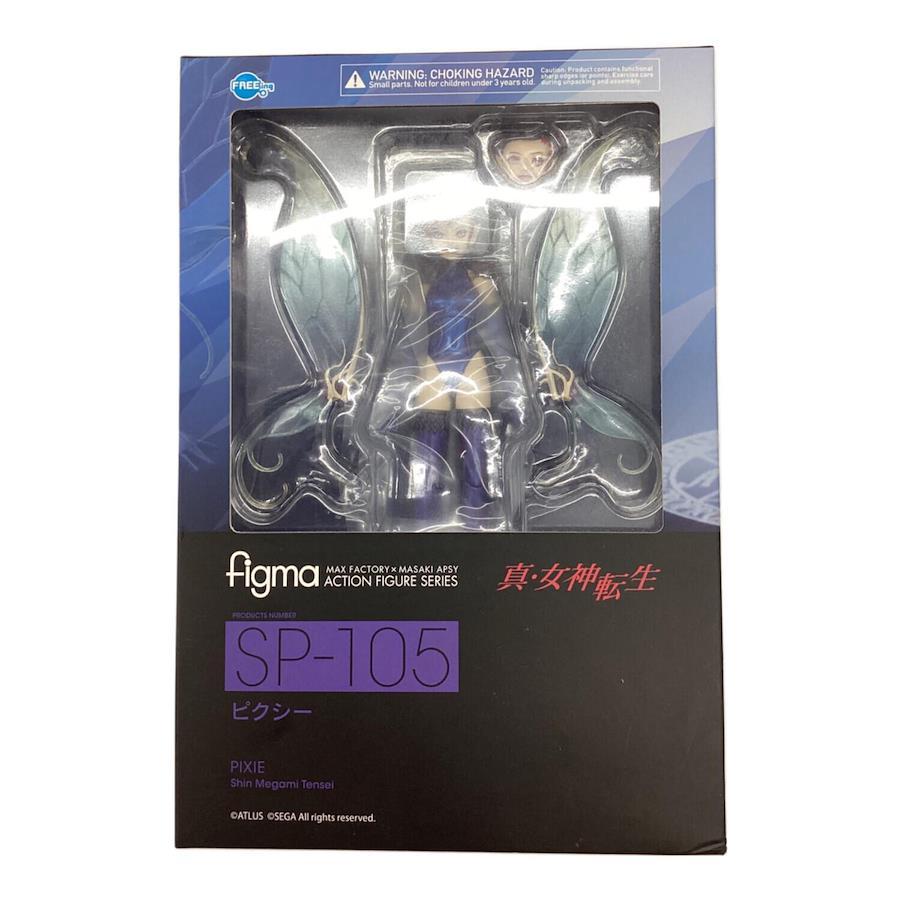 FREEing
WARNING: CHOKING HAZARD
Small parts. Not for children under 3 years old.
Caution: Product contains functional
sharp edges (or points). Exercise care
during unpacking and assembly.
figma
MAX FACTORY × MASAKI APSY
ACTION FIGURE SERIES
真・女神転生
PRODUCTS NUMBER
SP-105
ピクシー
PIXIE
Shin Megami Tensei
©ATLUS ©SEGA All rights reserved.